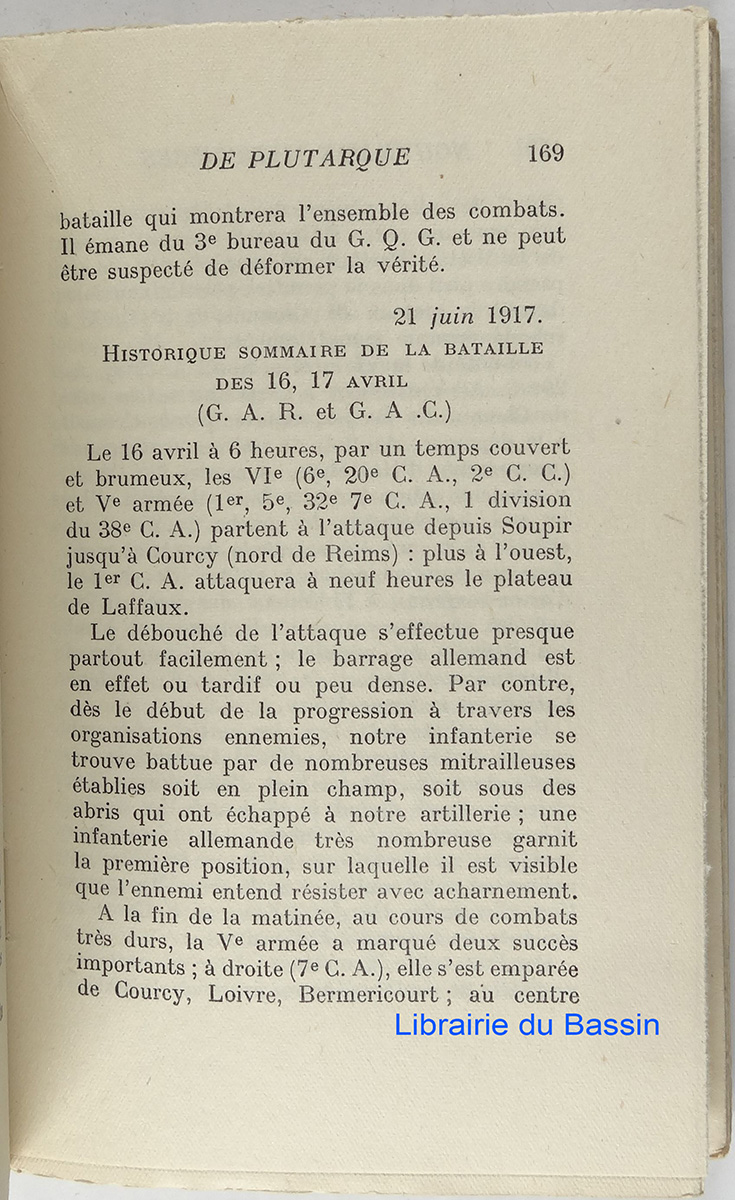 DE PLUTARQUE 169
bataille qui montrera l'ensemble des combats.
Il émane du 3e bureau du G. Q. G. et ne peut
être suspecté de déformer la vérité.
21 juin 1917.
HISTORIQUE SOMMAIRE DE LA BATAILLE
DES 16, 17 AVRIL
(G. A. R. et G. A .C.)
Le 16 avril à 6 heures, par un temps couvert
et brumeux, les VIe (6e, 20e C. A., 2e C. C.)
et Ve armée (1er, 5e, 32e 7e C. A., 1 division
du 38e C. A.) partent à l'attaque depuis Soupir
jusqu'à Courcy (nord de Reims) : plus à l'ouest,
le 1er C. A. attaquera à neuf heures le plateau
de Laffaux.
Le débouché de l'attaque s'effectue presque
partout facilement ; le barrage allemand est
en effet ou tardif ou peu dense. Par contre,
dès le début de la progression à travers les
organisations ennemies, notre infanterie se
trouve battue par de nombreuses mitrailleuses
établies soit en plein champ, soit sous des
abris qui ont échappé à notre artillerie ; une
infanterie allemande très nombreuse garnit
la première position, sur laquelle il est visible
que l'ennemi entend résister avec acharnement.
A la fin de la matinée, au cours de combats
très durs, la Ve armée a marqué deux succès
importants ; à droite (7e C. A.), elle s'est emparée
de Courcy, Loivre, Bermericourt ; au centre
Librairie du Bassin